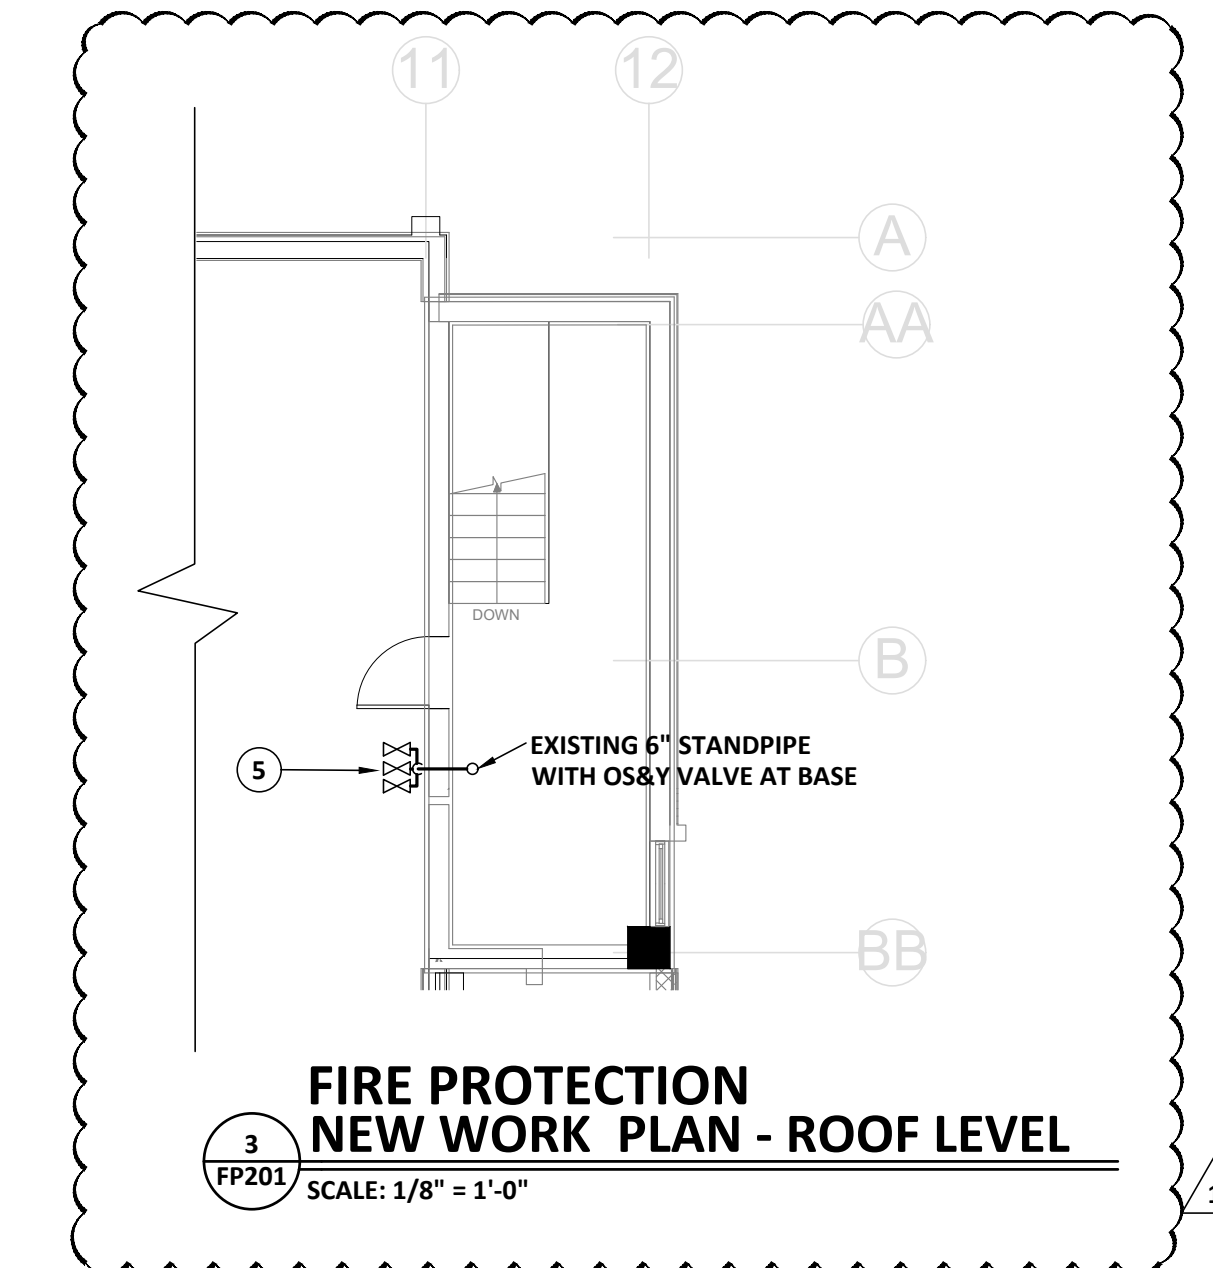 11
12
A
AA
DOWN
B
EXISTING 6" STANDPIPE
WITH OS&Y VALVE AT BASE
5
BB
FIRE PROTECTION
NEW WORK PLAN - ROOF LEVEL
3
FP201
SCALE: 1/8" = 1'-0"
1